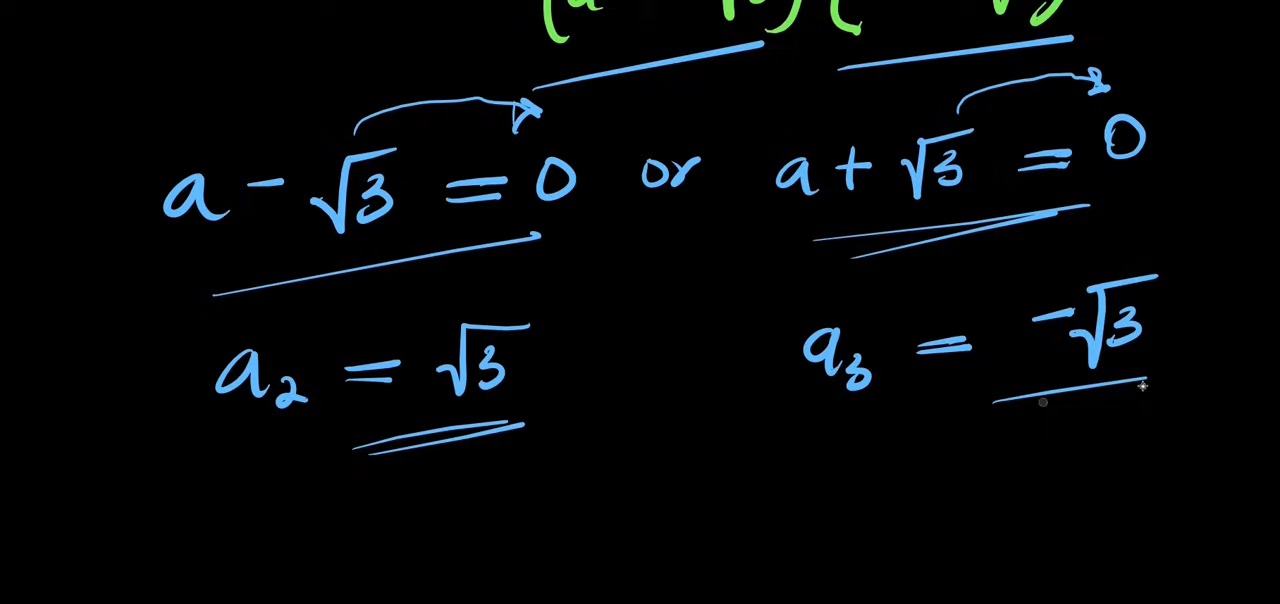 a - √3 = 0 or a + √3 = 0
a₂ = √3 a₃ = -√3